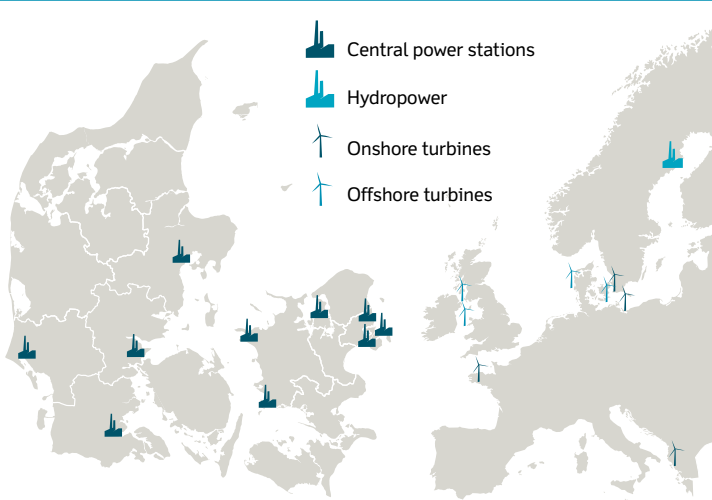 Central power stations
Hydropower
Onshore turbines
Offshore turbines